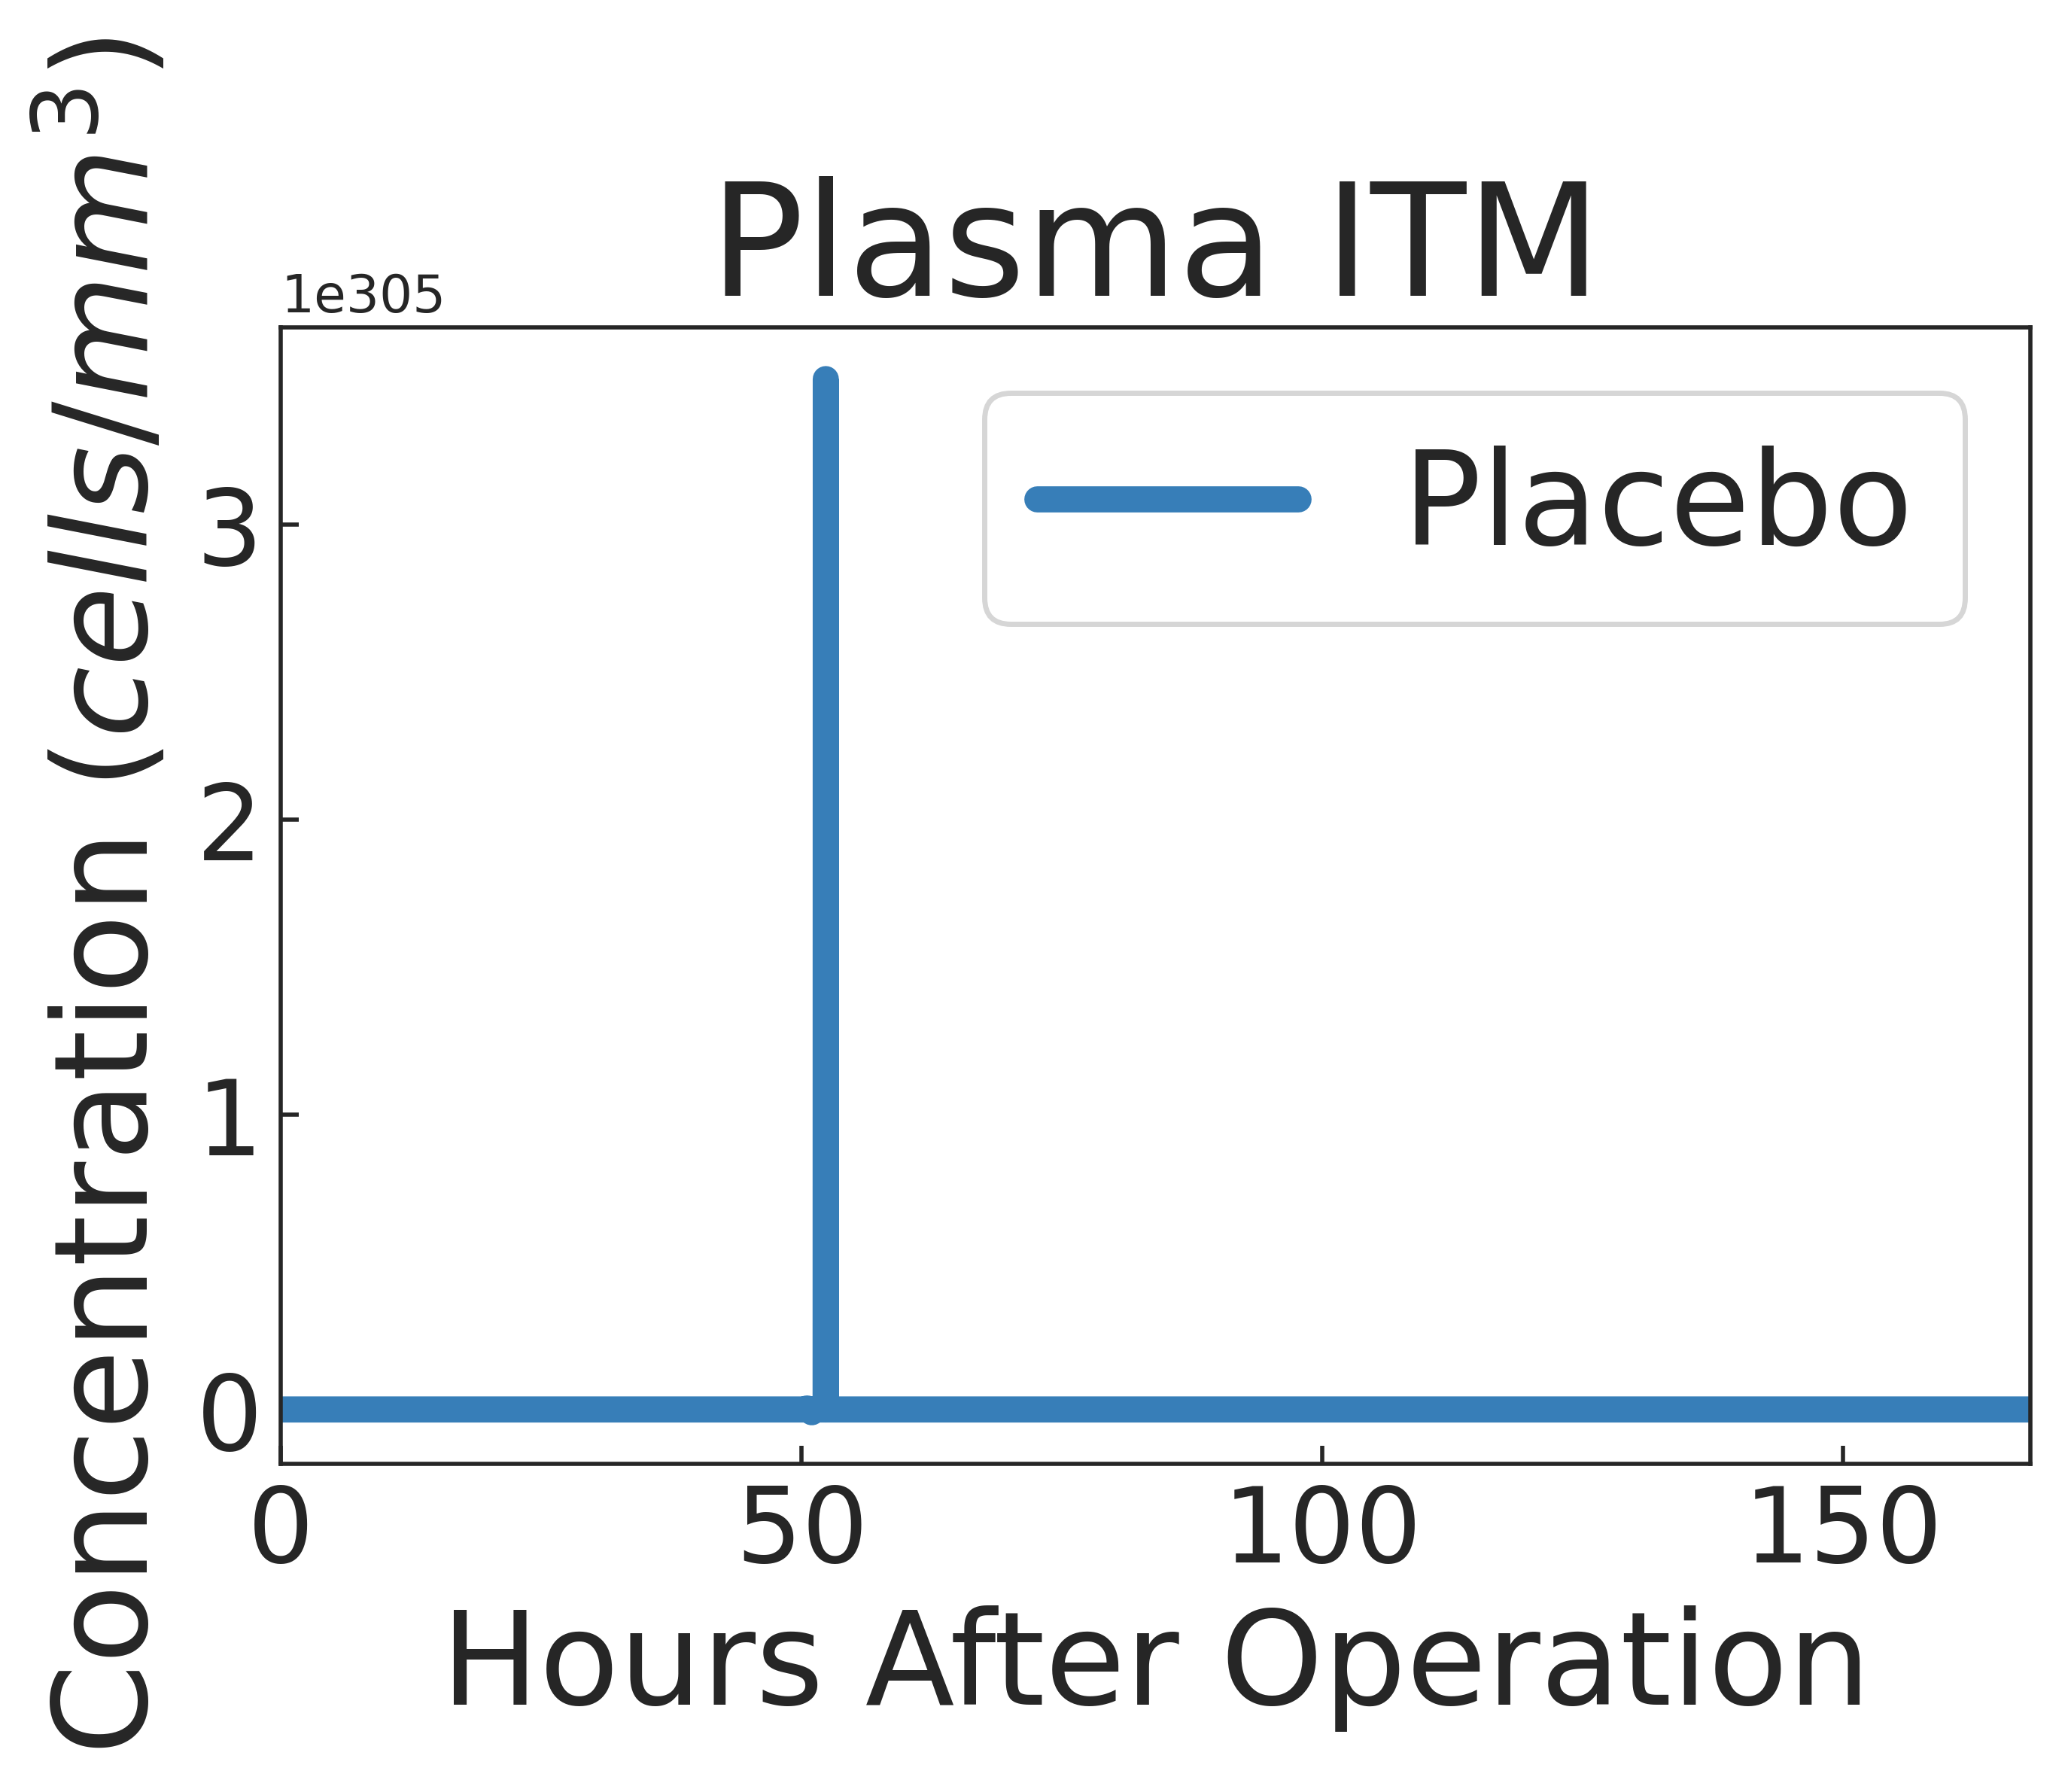 Plasma ITM
1e305
Concentration (cells/mm³)
3
2
1
0
Placebo
0 50 100 150
Hours After Operation